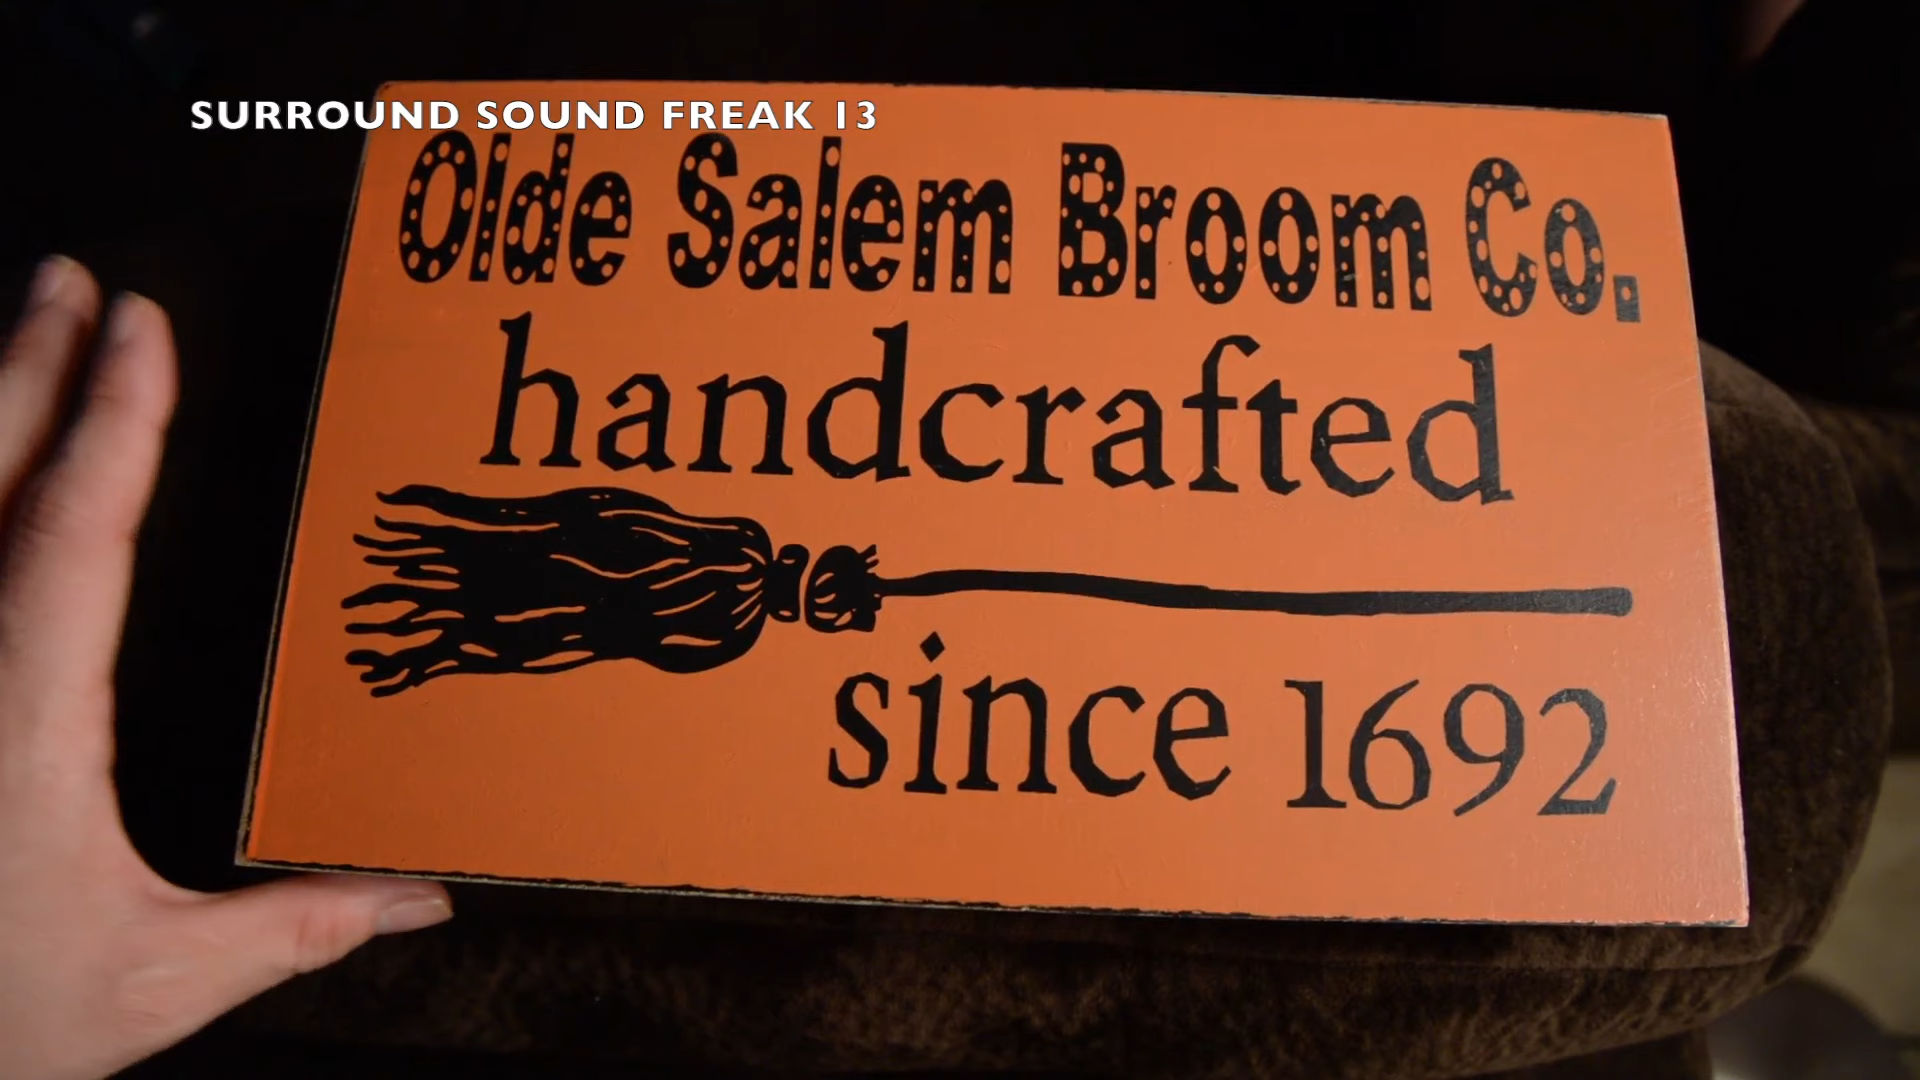 SURROUND SOUND FREAK 13
Olde Salem Broom Co.
handcrafted
since 1692